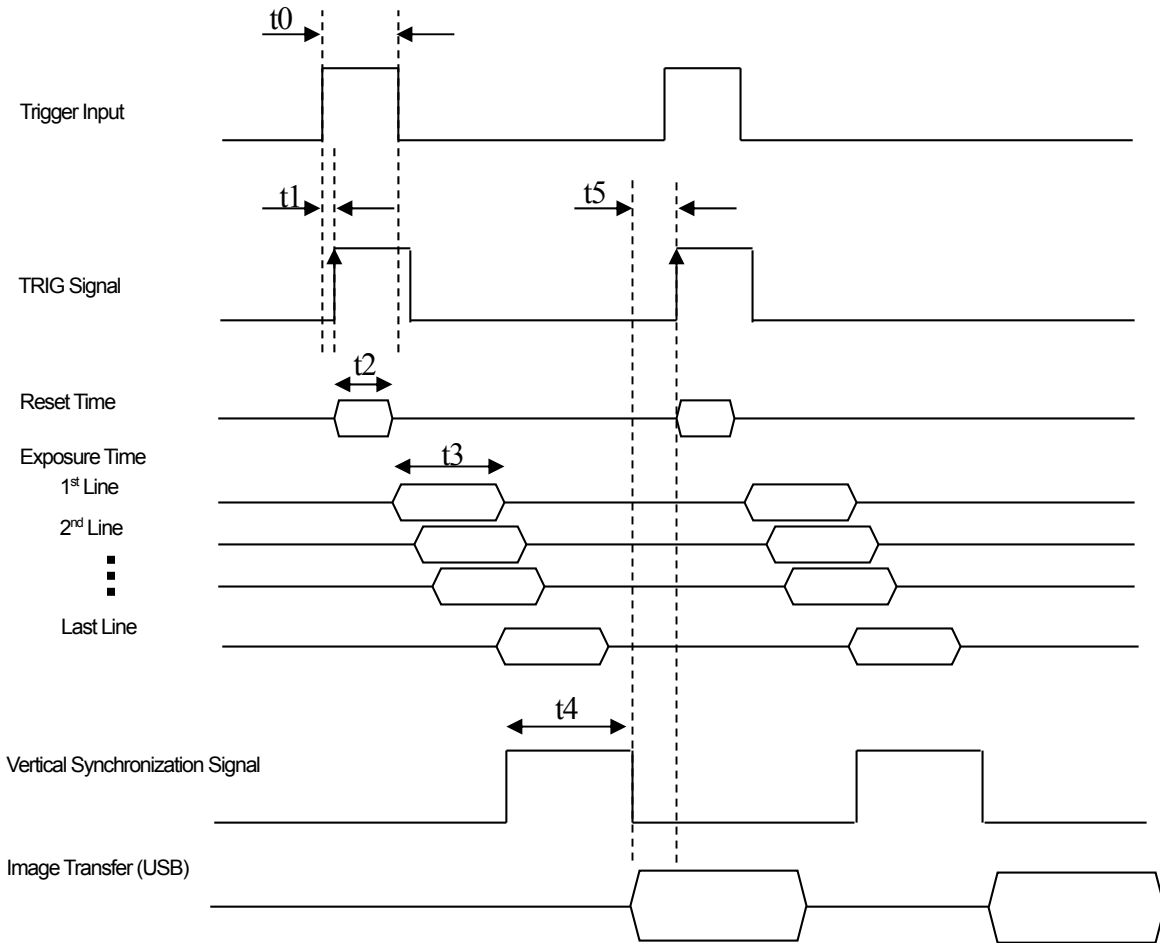 t0
Trigger Input
t1
t5
TRIG Signal
t2
Reset Time
Exposure Time
t3
1st Line
2nd Line
Last Line
t4
Vertical Synchronization Signal
Image Transfer (USB)